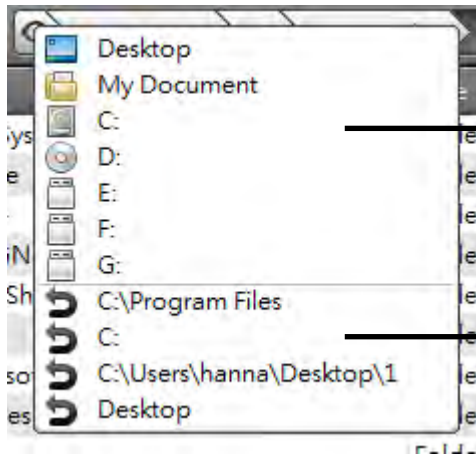 Desktop
My Document
C:
D:
E:
F:
G:
C:\Program Files
C:
C:\Users\hanna\Desktop\1
Desktop